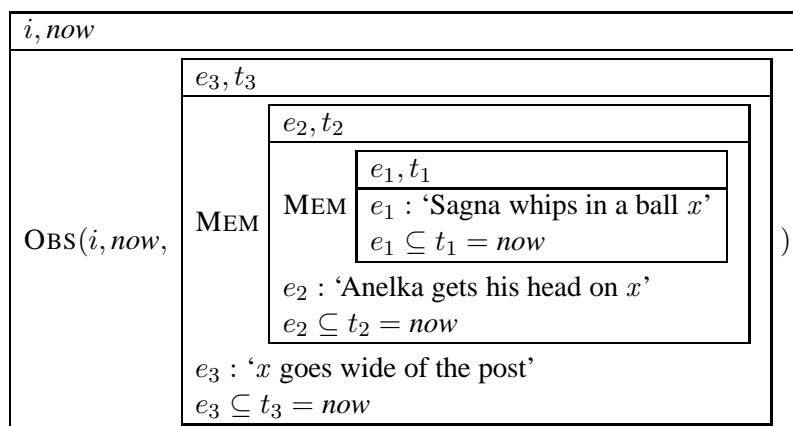 i, now
e₃, t₃
e₂, t₂
e₁, t₁
OBS(i, now, MEM MEM e₁ : ‘Sagna whips in a ball x’ )
e₁ ⊆ t₁ = now
e₂ : ‘Anelka gets his head on x’
e₂ ⊆ t₂ = now
e₃ : ‘x goes wide of the post’
e₃ ⊆ t₃ = now